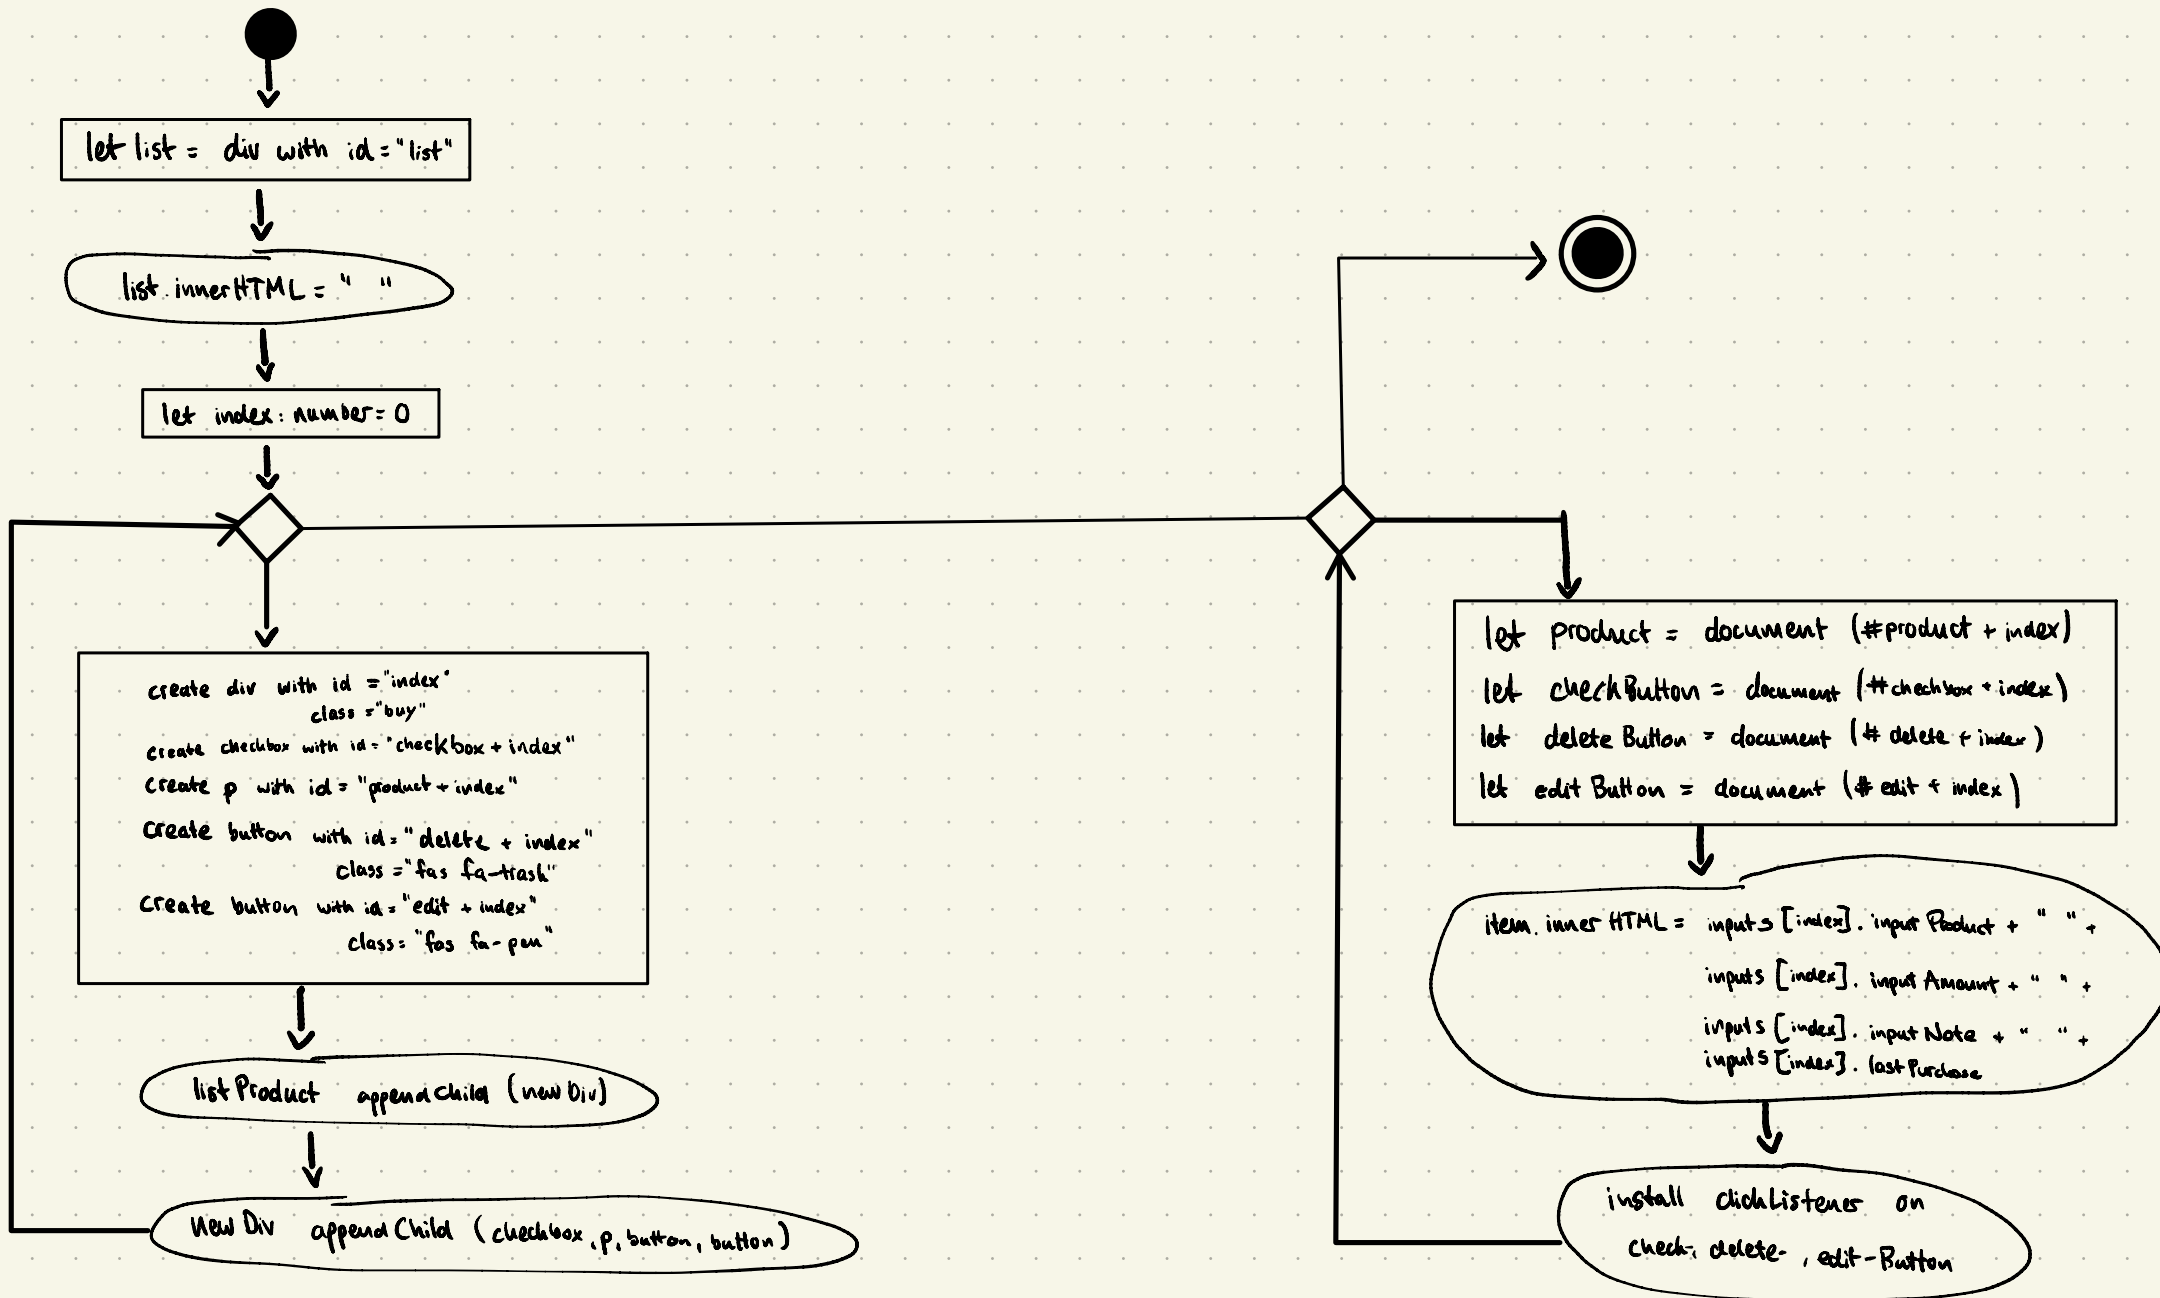 let list = div with id = "list"
list.innerHTML = " "
let index: number = 0
create div with id = "index"
class = "buy"
create checkbox with id = "checkbox + index"
create p with id = "product + index"
create button with id = "delete + index"
class = "fas fa-trash"
create button with id = "edit + index"
class = "fas fa-pen"
listProduct appendChild (newDiv)
newDiv appendChild (checkbox, p, button, button)
let product = document (#product + index)
let checkButton = document (#checkbox + index)
let deleteButton = document (# delete + index)
let editButton = document (# edit + index)
item.innerHTML = inputs [index]. inputProduct + " " +
inputs [index]. inputAmount + " " +
inputs [index]. inputNote + " " +
inputs [index]. lastPurchase
install clickListener on
check-, delete-, edit-Button